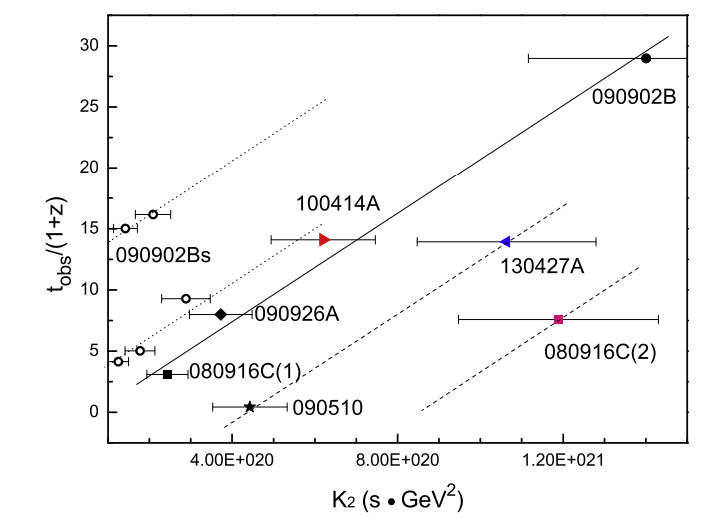 30
25
20
15
10
5
0
t_obs/(1+z)
090902B
100414A
090902Bs
130427A
090926A
080916C(2)
080916C(1)
090510
4.00E+020
8.00E+020
1.20E+021
K₂ (s • GeV²)